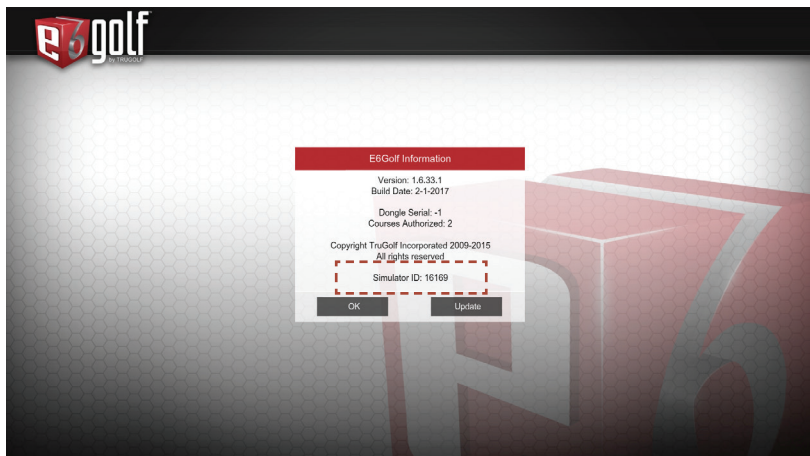 e6golf
by TRUGOLF
E6Golf Information
Version: 1.6.33.1
Build Date: 2-1-2017
Dongle Serial: -1
Courses Authorized: 2
Copyright TruGolf Incorporated 2009-2015
All rights reserved
Simulator ID: 16169
OK
Update
e6